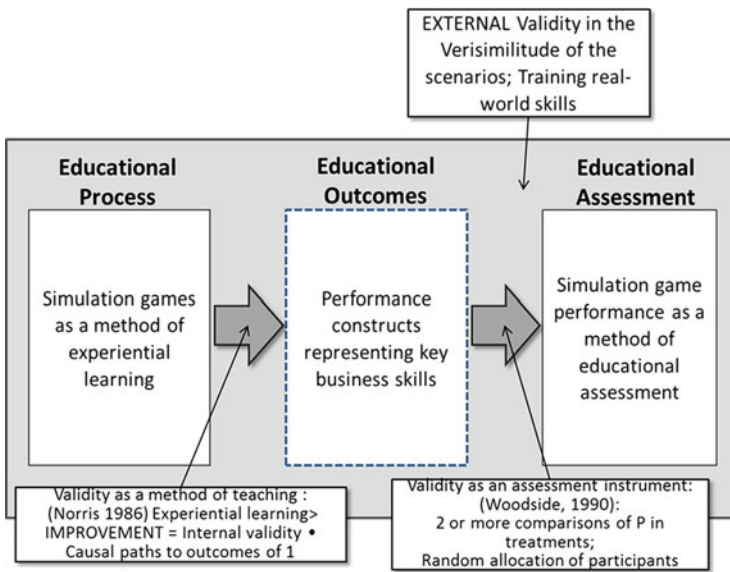 EXTERNAL Validity in the
Verisimilitude of the
scenarios; Training real-
world skills
Educational
Process
Simulation games
as a method of
experiential
learning
Educational
Outcomes
Performance
constructs
representing key
business skills
Educational
Assessment
Simulation game
performance as a
method of
educational
assessment
Validity as a method of teaching :
(Norris 1986) Experiential learning>
IMPROVEMENT = Internal validity •
Causal paths to outcomes of 1
Validity as an assessment instrument:
(Woodside, 1990):
2 or more comparisons of P in
treatments;
Random allocation of participants